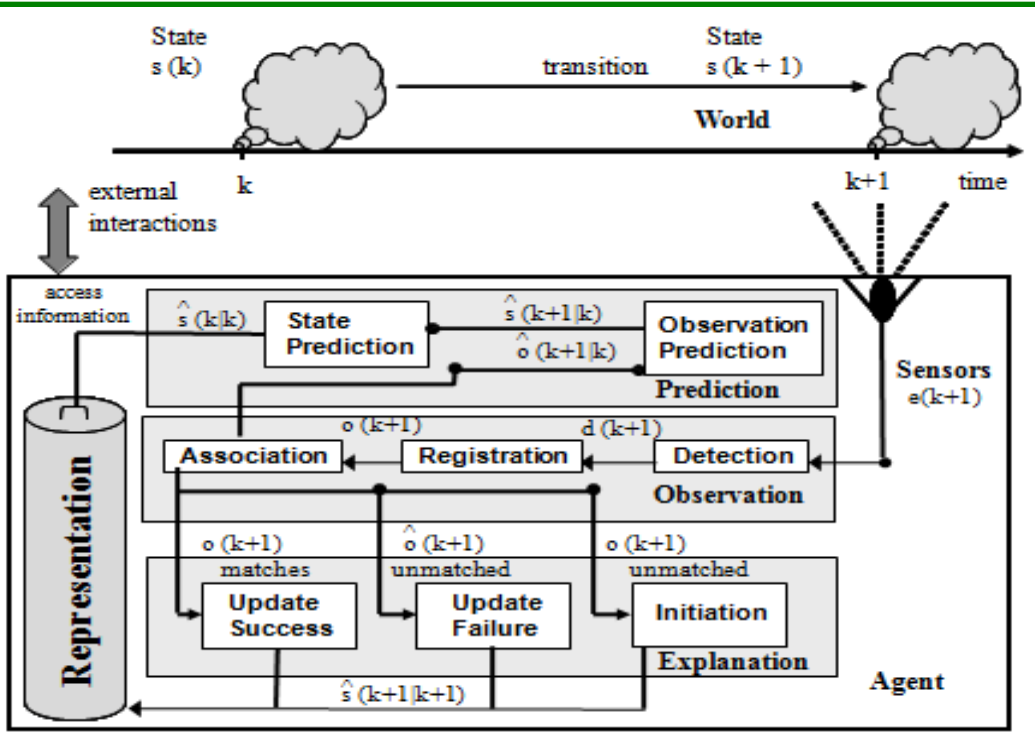 State
s (k)
transition
State
s (k + 1)
World
k
k+1
time
external
interactions
access
information
ŝ (k|k)
State
Prediction
ŝ (k+1|k)
ô (k+1|k)
Observation
Prediction
Prediction
Sensors
e(k+1)
o (k+1)
d (k+1)
Association
Registration
Detection
Observation
Representation
o (k+1)
matches
ô (k+1)
unmatched
o (k+1)
unmatched
Update
Success
Update
Failure
Initiation
Explanation
Agent
ŝ (k+1|k+1)